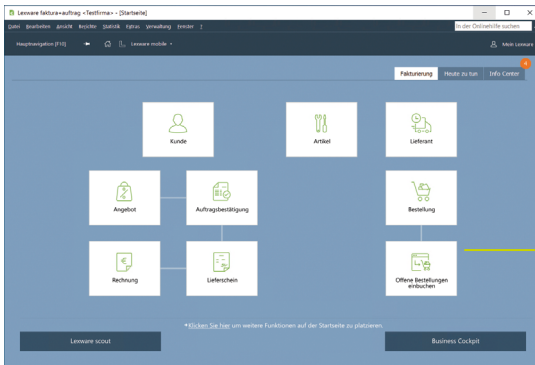 Lexware faktura+auftrag <Testfirma> - [Startseite]
Datei Bearbeiten Ansicht Berichte Statistik Extras Verwaltung Fenster ?
In der Onlinehilfe suchen
Hauptnavigation [F10] Lexware mobile Mein Lexware
4
Fakturierung Heute zu tun Info Center
Kunde Artikel Lieferant
Angebot Auftragsbestätigung Bestellung
Rechnung Lieferschein Offene Bestellungen
einbuchen
Klicken Sie hier um weitere Funktionen auf der Startseite zu platzieren.
Lexware scout Business Cockpit